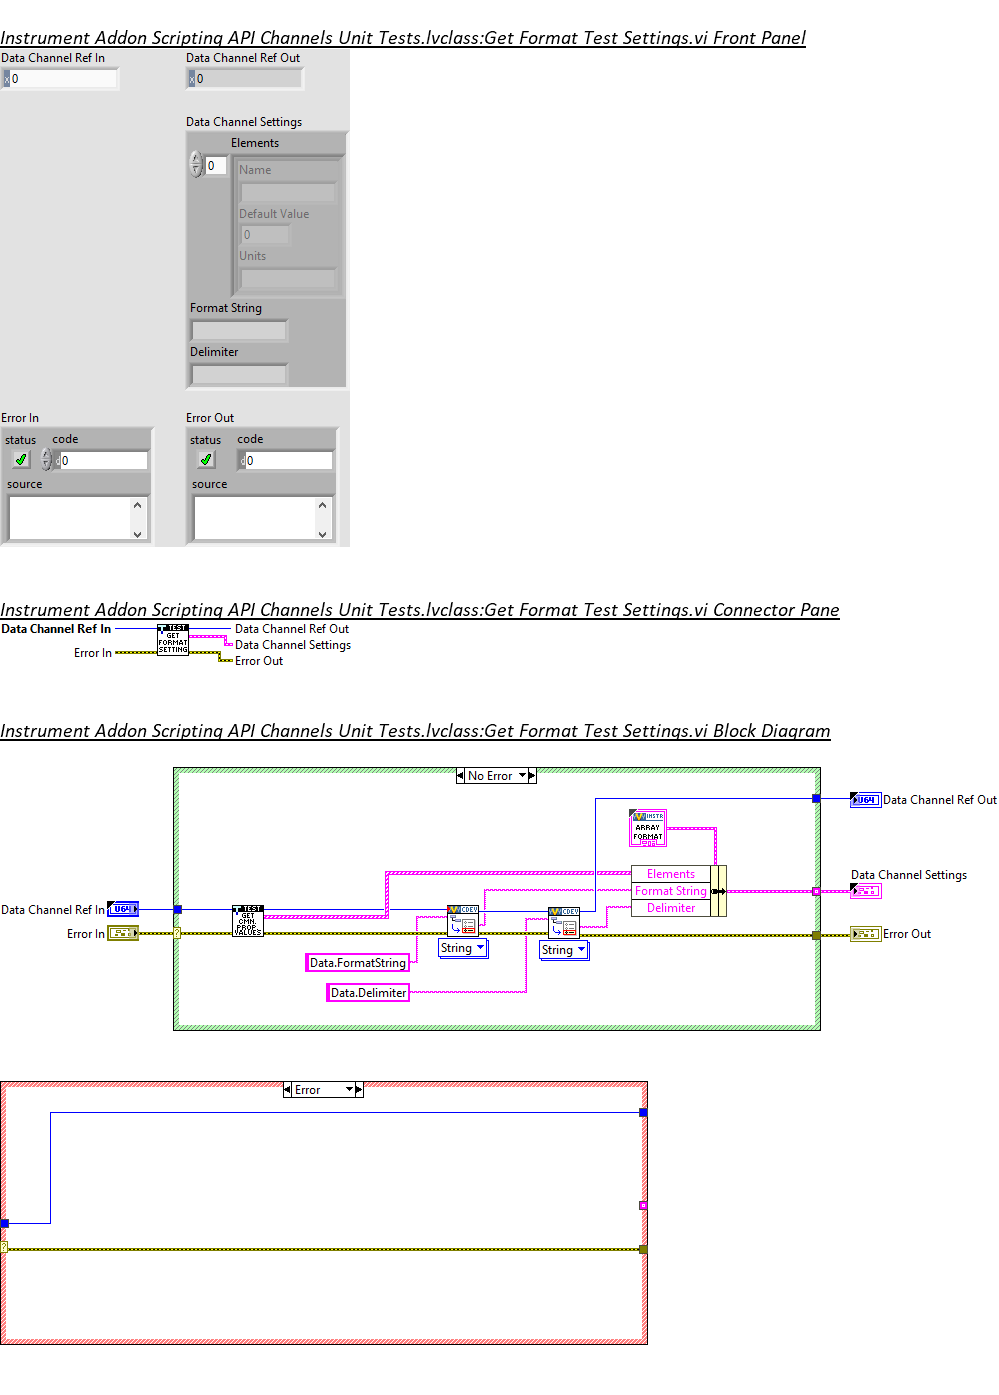 Instrument Addon Scripting API Channels Unit Tests.lvclass:Get Format Test Settings.vi Front Panel
Data Channel Ref In
Data Channel Ref Out
x 0
x 0
Data Channel Settings
Elements
0
Name
Default Value
0
Units
Format String
Delimiter
Error In
Error Out
status code
status code
d 0
d 0
source
source
Instrument Addon Scripting API Channels Unit Tests.lvclass:Get Format Test Settings.vi Connector Pane
Data Channel Ref In
TEST
GET
FORMAT
SETTING
Data Channel Ref Out
Data Channel Settings
Error In
Error Out
Instrument Addon Scripting API Channels Unit Tests.lvclass:Get Format Test Settings.vi Block Diagram
No Error
U64
Data Channel Ref Out
INSTR
ARRAY
FORMAT
Data Channel Settings
Elements
Format String
Delimiter
Data Channel Ref In
U64
TEST
GET
CMN.
PROP.
VALUES
CDEV
CDEV
Error In
?
Error Out
String
String
Data.FormatString
Data.Delimiter
Error
?